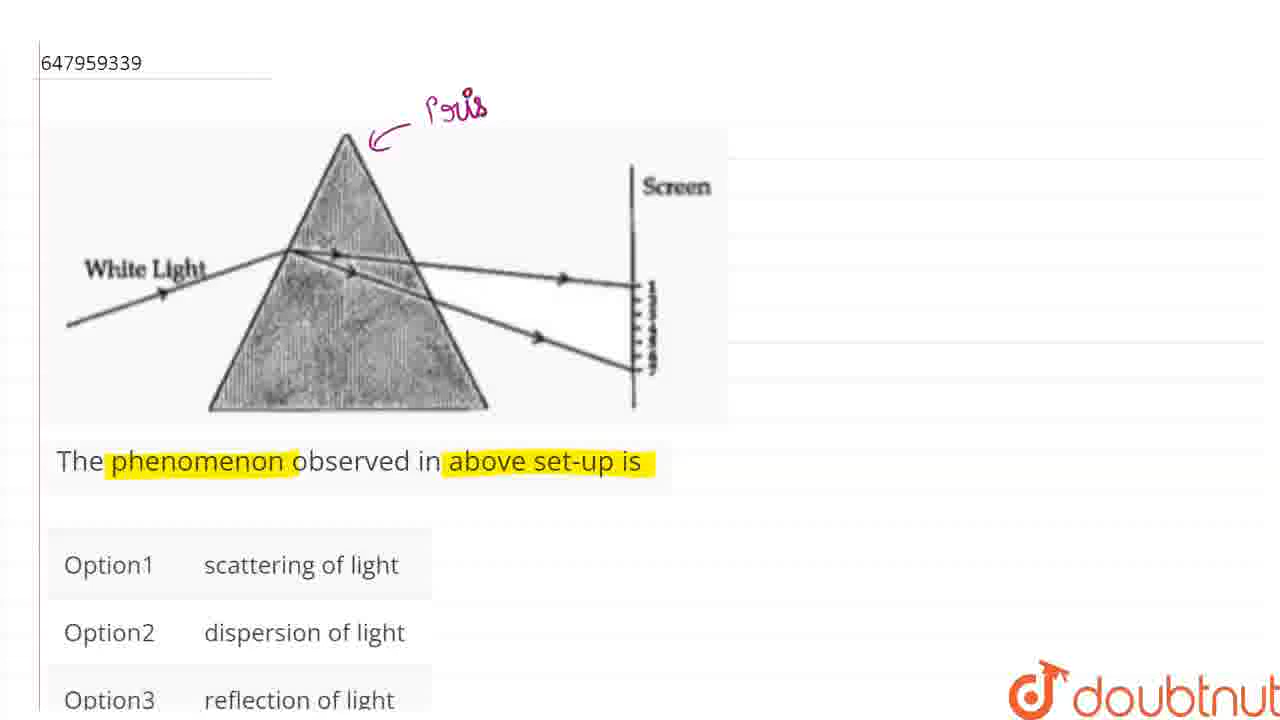 647959339
Pris
Screen
White Light
The phenomenon observed in above set-up is
Option1 scattering of light
Option2 dispersion of light
Option3 reflection of light
doubtnut